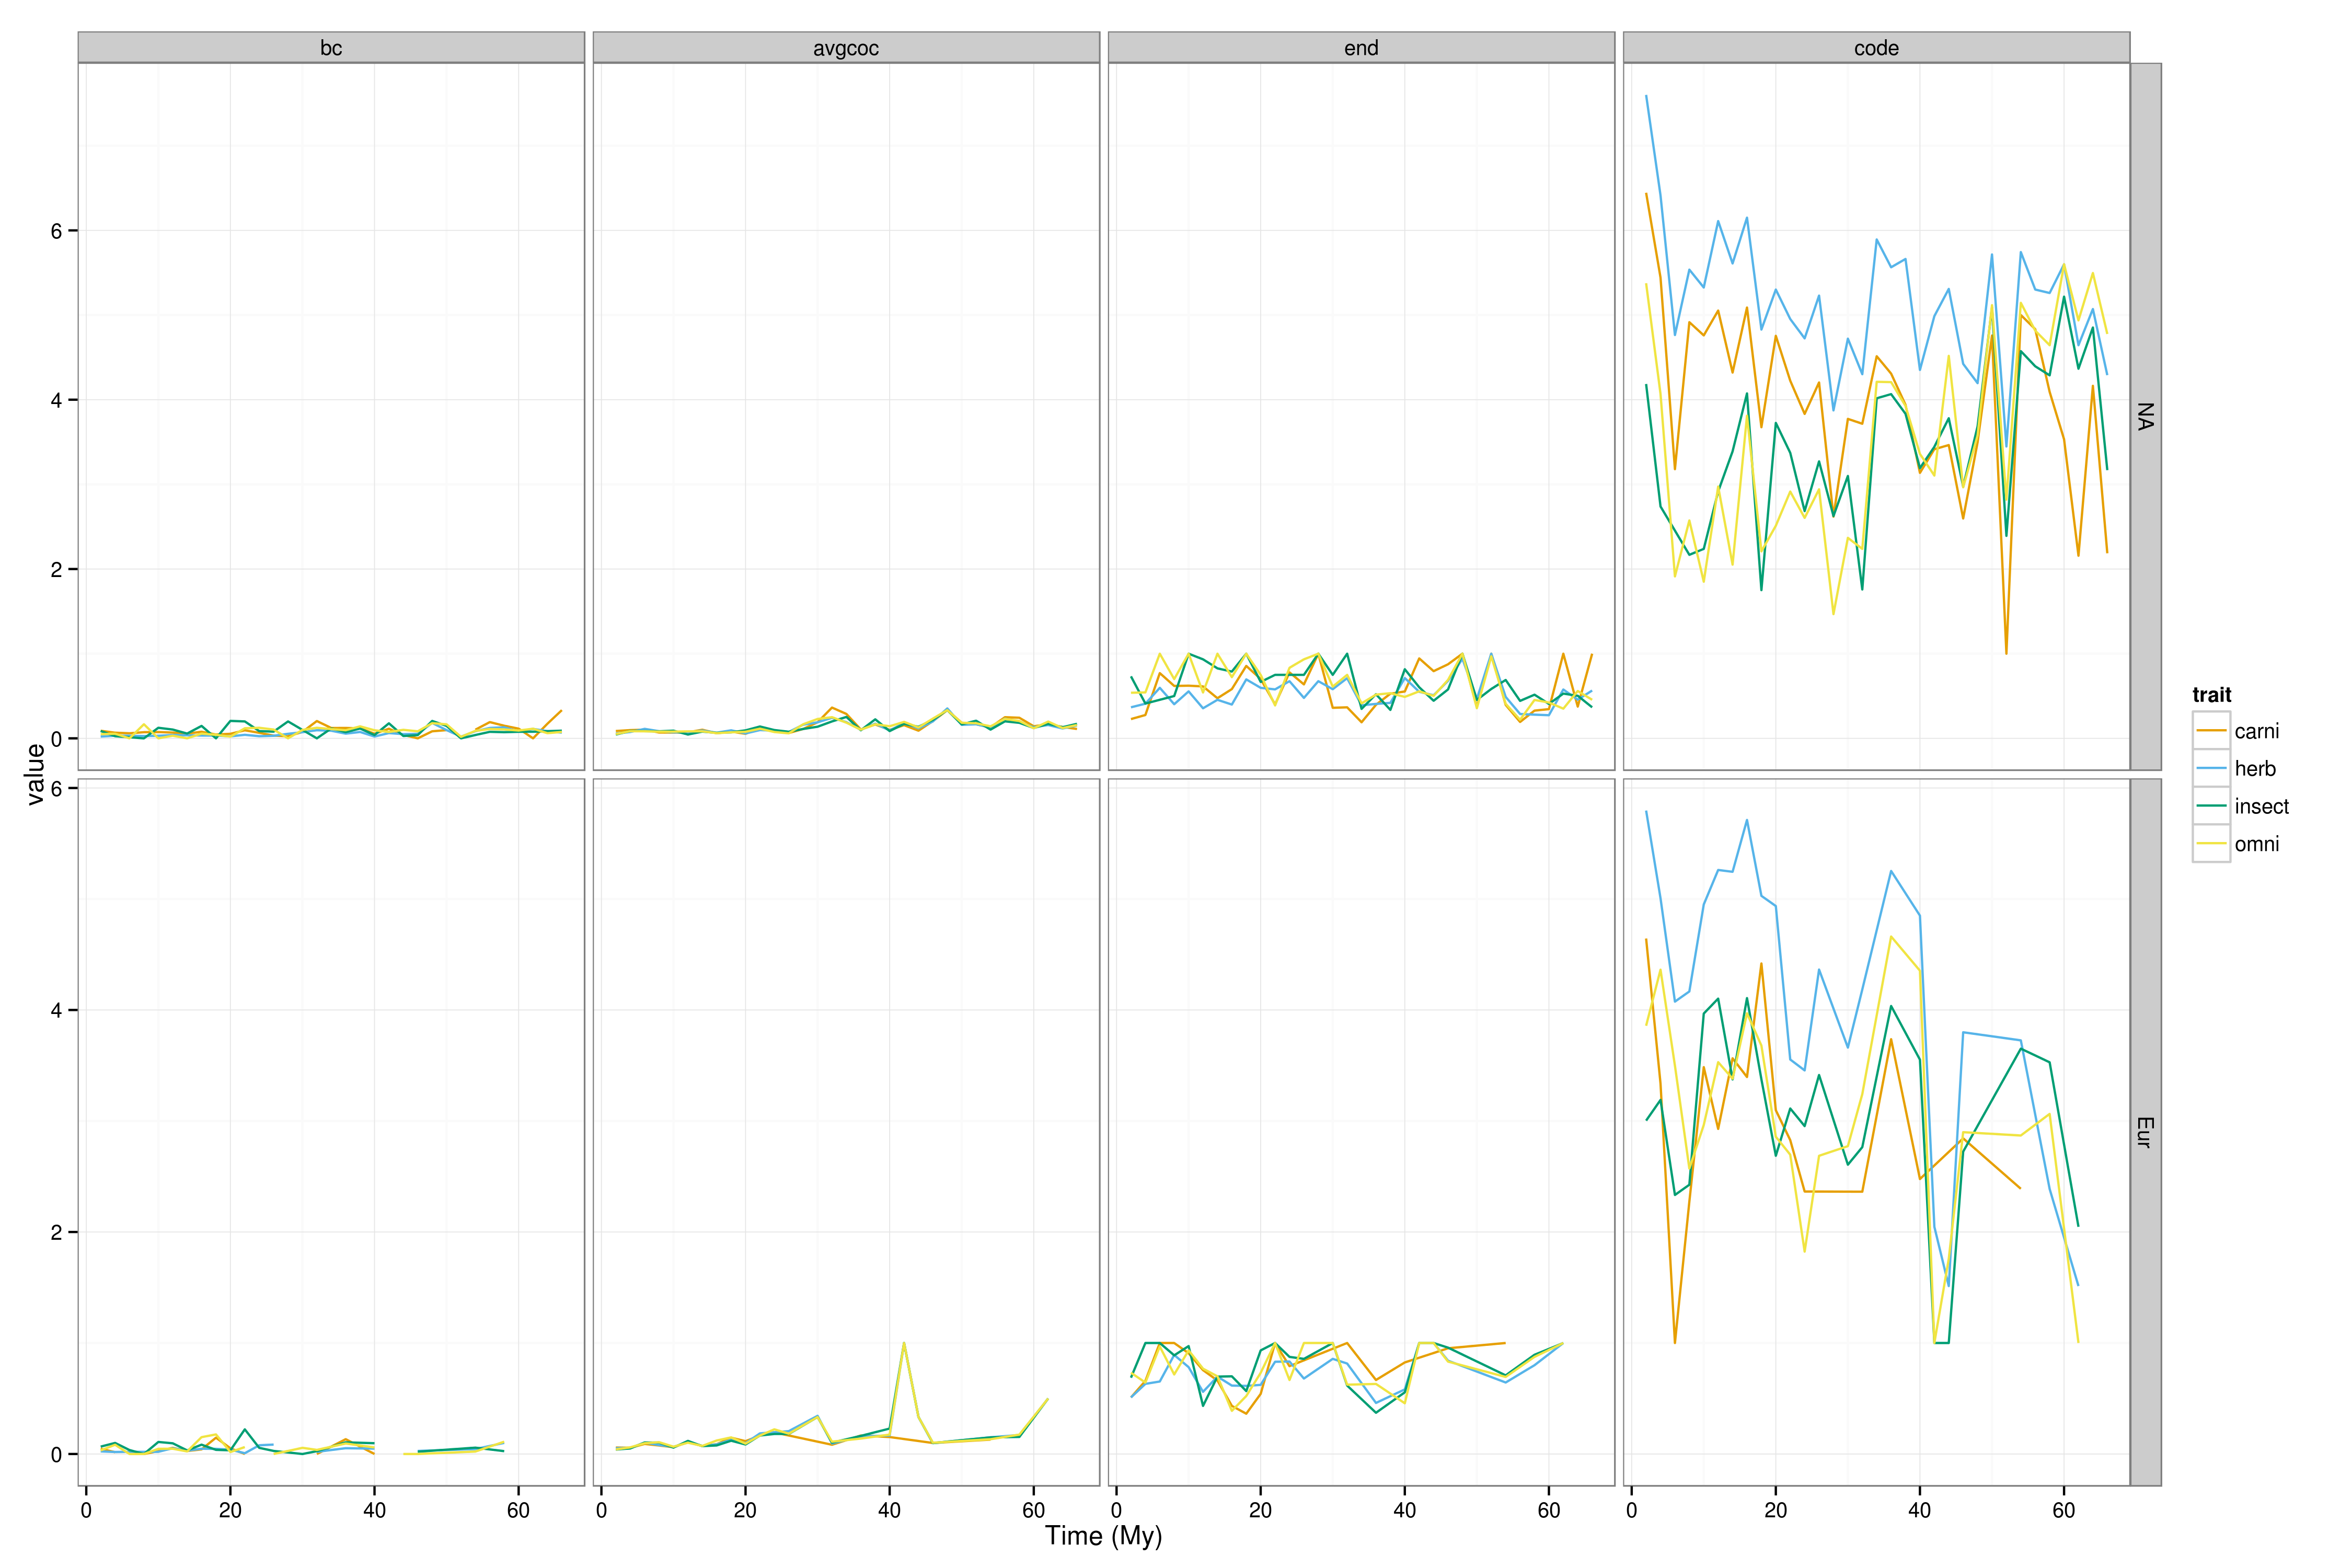 bc avgcoc end code
6
4
2
0
NA
value
6
4
2
0
Eur
0 20 40 60 0 20 40 60 0 20 40 60 0 20 40 60
Time (My)
trait
carni
herb
insect
omni